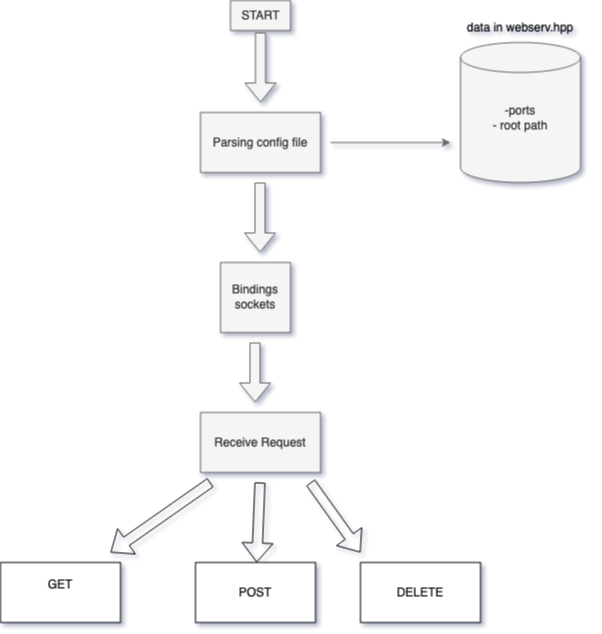 START
data in webserv.hpp
-ports
- root path
Parsing config file
Bindings
sockets
Receive Request
GET
POST
DELETE